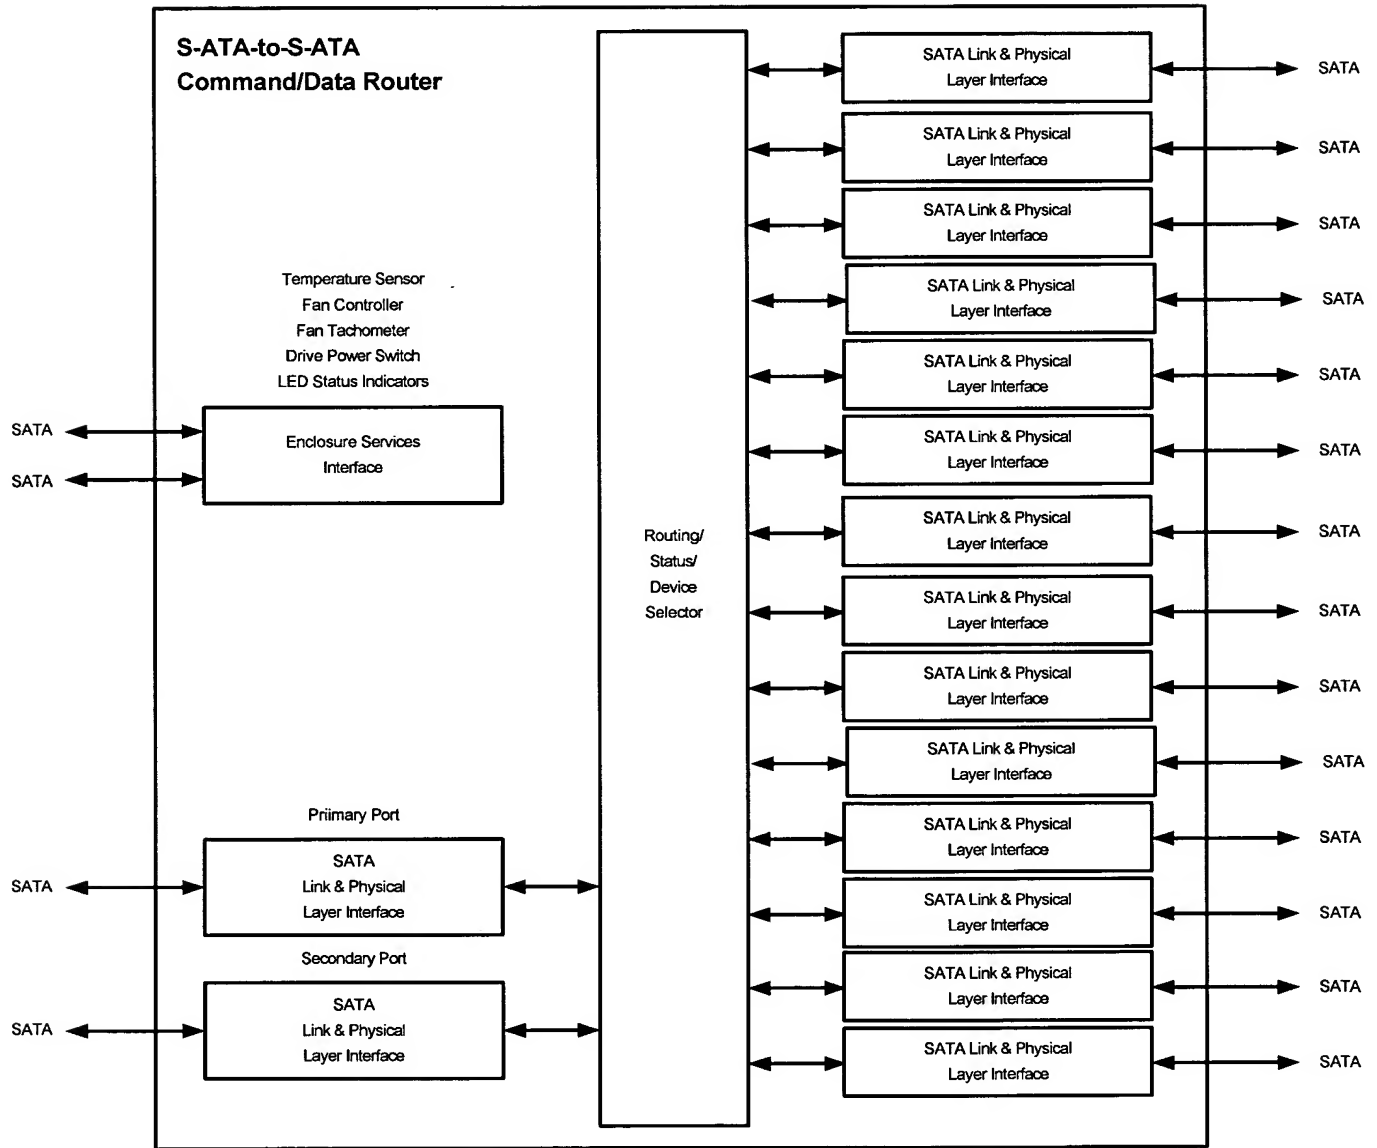 S-ATA-to-S-ATA
Command/Data Router
Temperature Sensor
Fan Controller
Fan Tachometer
Drive Power Switch
LED Status Indicators
SATA
SATA
Enclosure Services
Interface
Priimary Port
SATA
SATA
Link & Physical
Layer Interface
Secondary Port
SATA
SATA
Link & Physical
Layer Interface
Routing/
Status/
Device
Selector
SATA Link & Physical
Layer Interface
SATA
SATA Link & Physical
Layer Interface
SATA
SATA Link & Physical
Layer Interface
SATA
SATA Link & Physical
Layer Interface
SATA
SATA Link & Physical
Layer Interface
SATA
SATA Link & Physical
Layer Interface
SATA
SATA Link & Physical
Layer Interface
SATA
SATA Link & Physical
Layer Interface
SATA
SATA Link & Physical
Layer Interface
SATA
SATA Link & Physical
Layer Interface
SATA
SATA Link & Physical
Layer Interface
SATA
SATA Link & Physical
Layer Interface
SATA
SATA Link & Physical
Layer Interface
SATA
SATA Link & Physical
Layer Interface
SATA